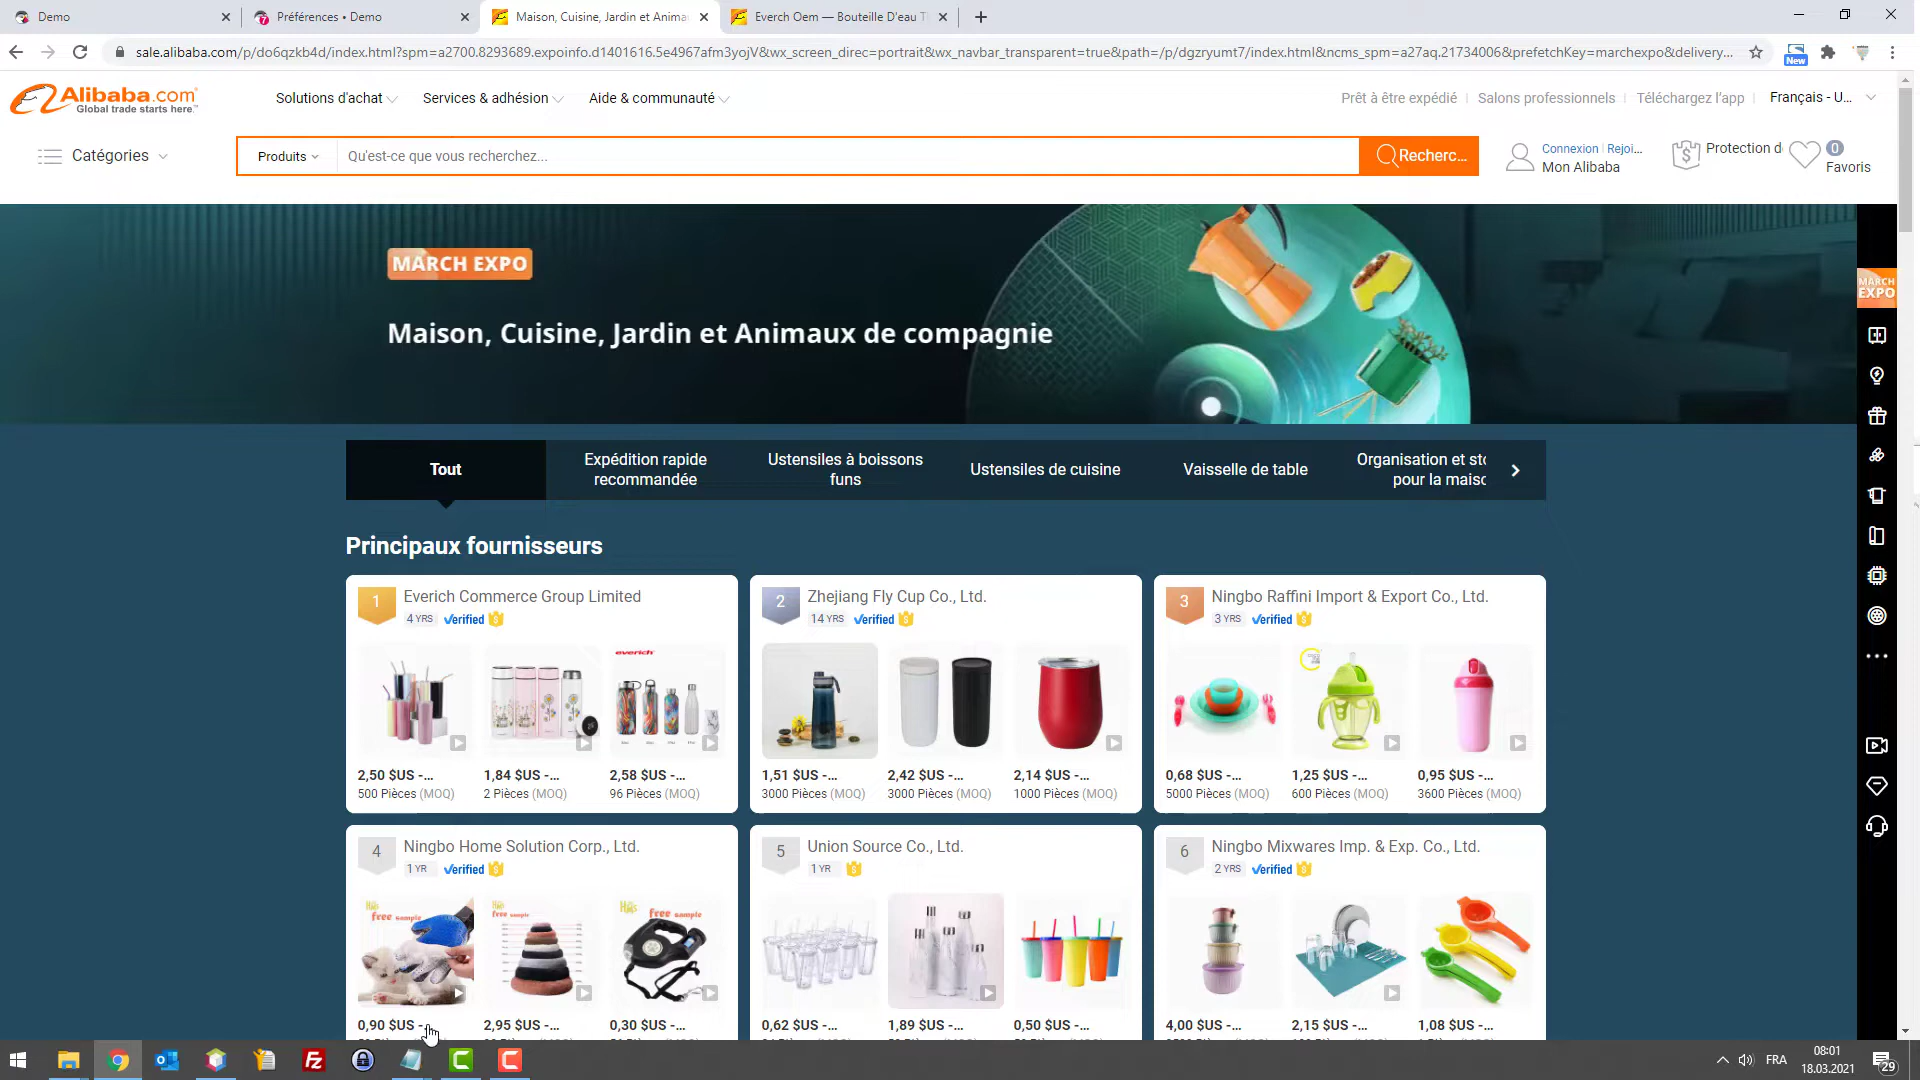 Demo
Préférences • Demo
Maison, Cuisine, Jardin et Anima
Everch Oem — Bouteille D'eau T
sale.alibaba.com/p/do6qzkb4d/index.html?spm=a2700.8293689.expoinfo.d1401616.5e4967afm3yojV&wx_screen_direc=portrait&wx_navbar_transparent=true&path=/p/dgzryumt7/index.html&ncms_spm=a27aq.21734006&prefetchKey=marchexpo&delivery...
New
Alibaba.com
Global trade starts here.™
Solutions d'achat
Services & adhésion
Aide & communauté
Prêt à être expédié
Salons professionnels
Téléchargez l'app
Français - U...
Catégories
Produits
Qu'est-ce que vous recherchez...
Recherc...
Connexion
Rejoi...
Mon Alibaba
Protection d
0
Favoris
MARCH EXPO
Maison, Cuisine, Jardin et Animaux de compagnie
MARCH
EXPO
Tout
Expédition rapide
recommandée
Ustensiles à boissons
funs
Ustensiles de cuisine
Vaisselle de table
Organisation et sto
pour la maiso
Principaux fournisseurs
1
Everich Commerce Group Limited
4 YRS
Verified
everich
2,50 $US -...
500 Pièces (MOQ)
1,84 $US -...
2 Pièces (MOQ)
2,58 $US -...
96 Pièces (MOQ)
2
Zhejiang Fly Cup Co., Ltd.
14 YRS
Verified
1,51 $US -...
3000 Pièces (MOQ)
2,42 $US -...
3000 Pièces (MOQ)
2,14 $US -...
1000 Pièces (MOQ)
3
Ningbo Raffini Import & Export Co., Ltd.
3 YRS
Verified
0,68 $US -...
5000 Pièces (MOQ)
1,25 $US -...
600 Pièces (MOQ)
0,95 $US -...
3600 Pièces (MOQ)
4
Ningbo Home Solution Corp., Ltd.
1 YR
Verified
free sample
free sample
free sample
0,90 $US -...
2,95 $US -...
0,30 $US -...
5
Union Source Co., Ltd.
1 YR
0,62 $US -...
1,89 $US -...
0,50 $US -...
6
Ningbo Mixwares Imp. & Exp. Co., Ltd.
2 YRS
Verified
4,00 $US -...
2,15 $US -...
1,08 $US -...
FRA
08:01
18.03.2021
29